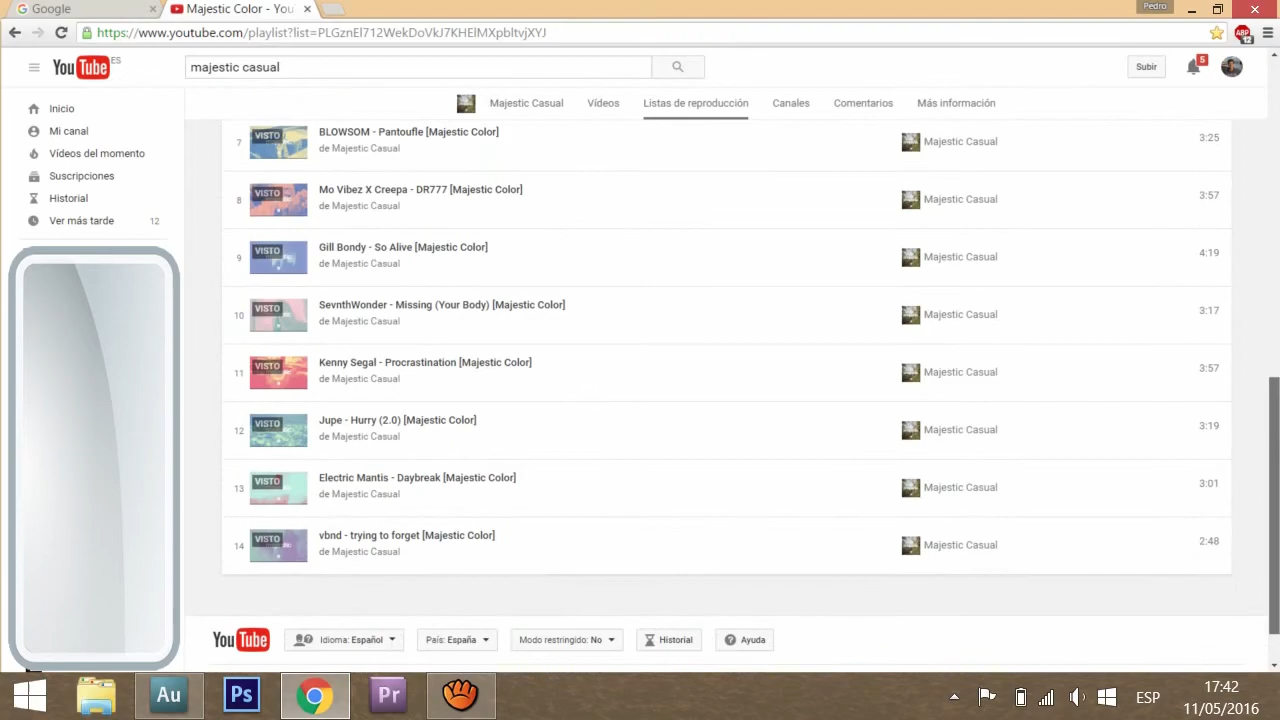 Google
Majestic Color - You
Pedro
https://www.youtube.com/playlist?list=PLGznEl712WekDoVkJ7KHElMXpbltvjXYJ
ABP
12
YouTube ES
majestic casual
Subir
5
Inicio
Mi canal
Vídeos del momento
Suscripciones
Historial
Ver más tarde 12
Majestic Casual Vídeos Listas de reproducción Canales Comentarios Más información
7 VISTO BLOWSOM - Pantoufle [Majestic Color] Majestic Casual 3:25
de Majestic Casual
8 VISTO Mo Vibez X Creepa - DR777 [Majestic Color] Majestic Casual 3:57
de Majestic Casual
9 VISTO Gill Bondy - So Alive [Majestic Color] Majestic Casual 4:19
de Majestic Casual
10 VISTO SevnthWonder - Missing (Your Body) [Majestic Color] Majestic Casual 3:17
de Majestic Casual
11 VISTO Kenny Segal - Procrastination [Majestic Color] Majestic Casual 3:57
de Majestic Casual
12 VISTO Jupe - Hurry (2.0) [Majestic Color] Majestic Casual 3:19
de Majestic Casual
13 VISTO Electric Mantis - Daybreak [Majestic Color] Majestic Casual 3:01
de Majestic Casual
14 VISTO vbnd - trying to forget [Majestic Color] Majestic Casual 2:48
de Majestic Casual
YouTube Idioma: Español País: España Modo restringido: No Historial Ayuda
Au Ps Pr
ESP
17:42
11/05/2016